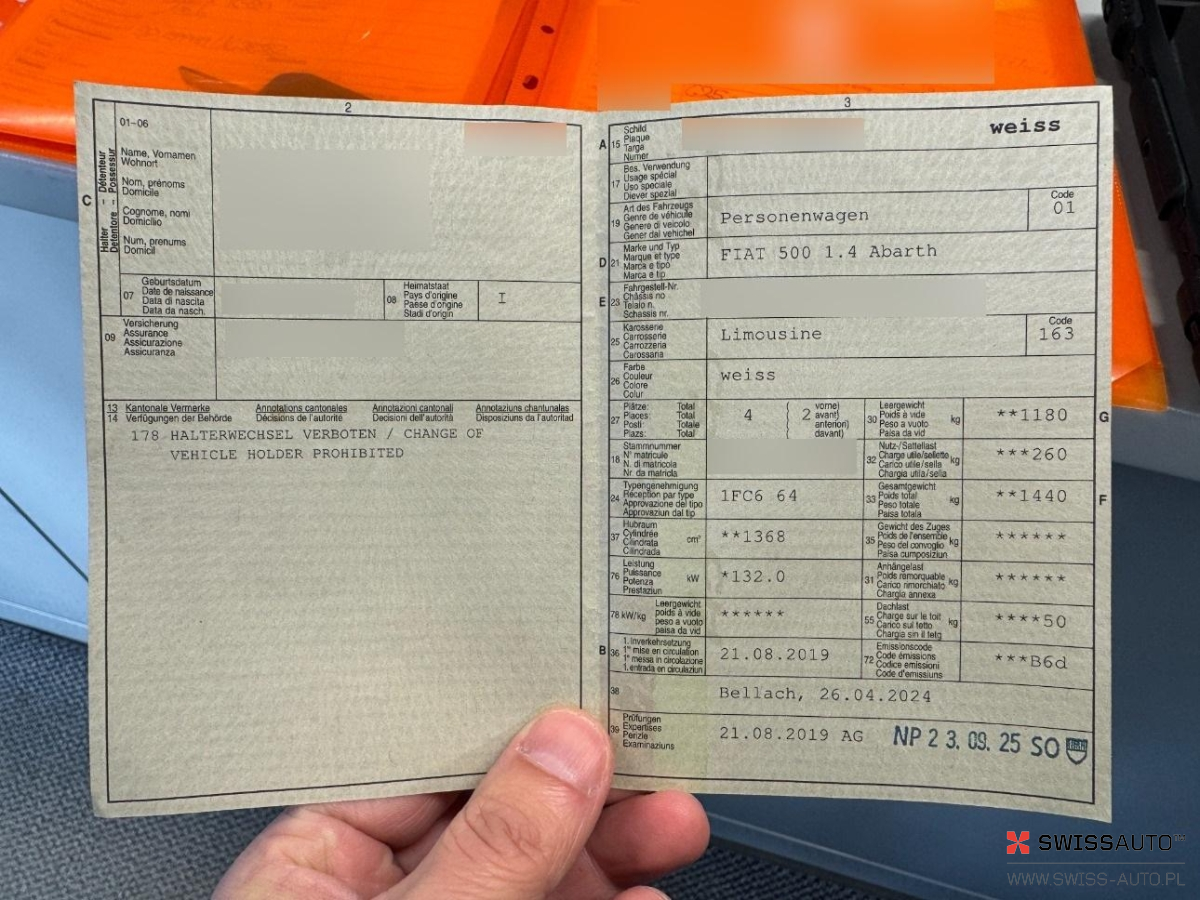 2
01-06
C
Halter – Détenteur
Detentore – Possessur
Name, Vornamen
Wohnort
Nom, prénoms
Domicile
Cognome, nomi
Domicilio
Num, prenums
Domicil
07
Geburtsdatum
Date de naissance
Data di nascita
Data da nasch.
08
Heimatstaat
Pays d'origine
Paese d'origine
Stadi d'origin
I
09
Versicherung
Assurance
Assicurazione
Assicuranza
13 Kantonale Vermerke Annotations cantonales Annotazioni cantonali Annotaziuns chantunalas
14 Verfügungen der Behörde Décisions de l'autorité Decisioni dell'autorità Disposiziuns da l'autoritad
178 HALTERWECHSEL VERBOTEN / CHANGE OF
VEHICLE HOLDER PROHIBITED
3
A 15
Schild
Plaque
Targa
Numer
weiss
17
Bes. Verwendung
Usage spécial
Uso speciale
Diever spezial
19
Art des Fahrzeugs
Genre de véhicule
Genere di veicolo
Gener dal vehichel
Personenwagen
Code
01
D 21
Marke und Typ
Marque et type
Marca e tipo
Marca e tip
FIAT 500 1.4 Abarth
E 23
Fahrgestell-Nr.
Châssis no
Telaio n.
Schassis nr.
25
Karosserie
Carrosserie
Carrozzeria
Carossaria
Limousine
Code
163
26
Farbe
Couleur
Colore
Colur
weiss
27
Plätze: Total
Places: Total
Posti: Totale
Plazs: Total
4
( 2 vorne)
avant)
anteriori)
davant)
30
Leergewicht
Poids à vide
Peso a vuoto
Paisa da vid
kg
**1180
G
18
Stammnummer
N° matricule
N. di matricola
Nr da matricla
32
Nutz-/Sattellast
Charge utile/sellette
Carico utile/sella
Chargia utila/sella
kg
***260
24
Typengenehmigung
Réception par type
Approvazione del tipo
Approvaziun dal tip
1FC6 64
33
Gesamtgewicht
Poids total
Peso totale
Paisa totala
kg
**1440
F
37
Hubraum
Cylindrée
Cilindrata
Cilindrada
cm³
**1368
35
Gewicht des Zuges
Poids de l'ensemble
Peso del convoglio
Paisa cumposiziun
kg
******
76
Leistung
Puissance
Potenza
Prestaziun
kW
*132.0
31
Anhängelast
Poids remorquable
Carico rimorchiato
Chargia annexa
kg
******
78 kW/kg
Leergewicht
poids à vide
peso a vuoto
paisa da vid
******
55
Dachlast
Charge sur le toit
Carico sul tetto
Chargia sin il tetg
kg
****50
B 36
1. Inverkehrsetzung
1re mise en circulation
1a messa in circolazione
1. entrada en circulaziun
21.08.2019
72
Emissionscode
Code émissions
Codice emissioni
Code d'emissiuns
***B6d
38
Bellach, 26.04.2024
39
Prüfungen
Expertises
Perizie
Examinaziuns
21.08.2019 AG
NP 23.09.25 SO
SWISSAUTO
WWW.SWISS-AUTO.PL